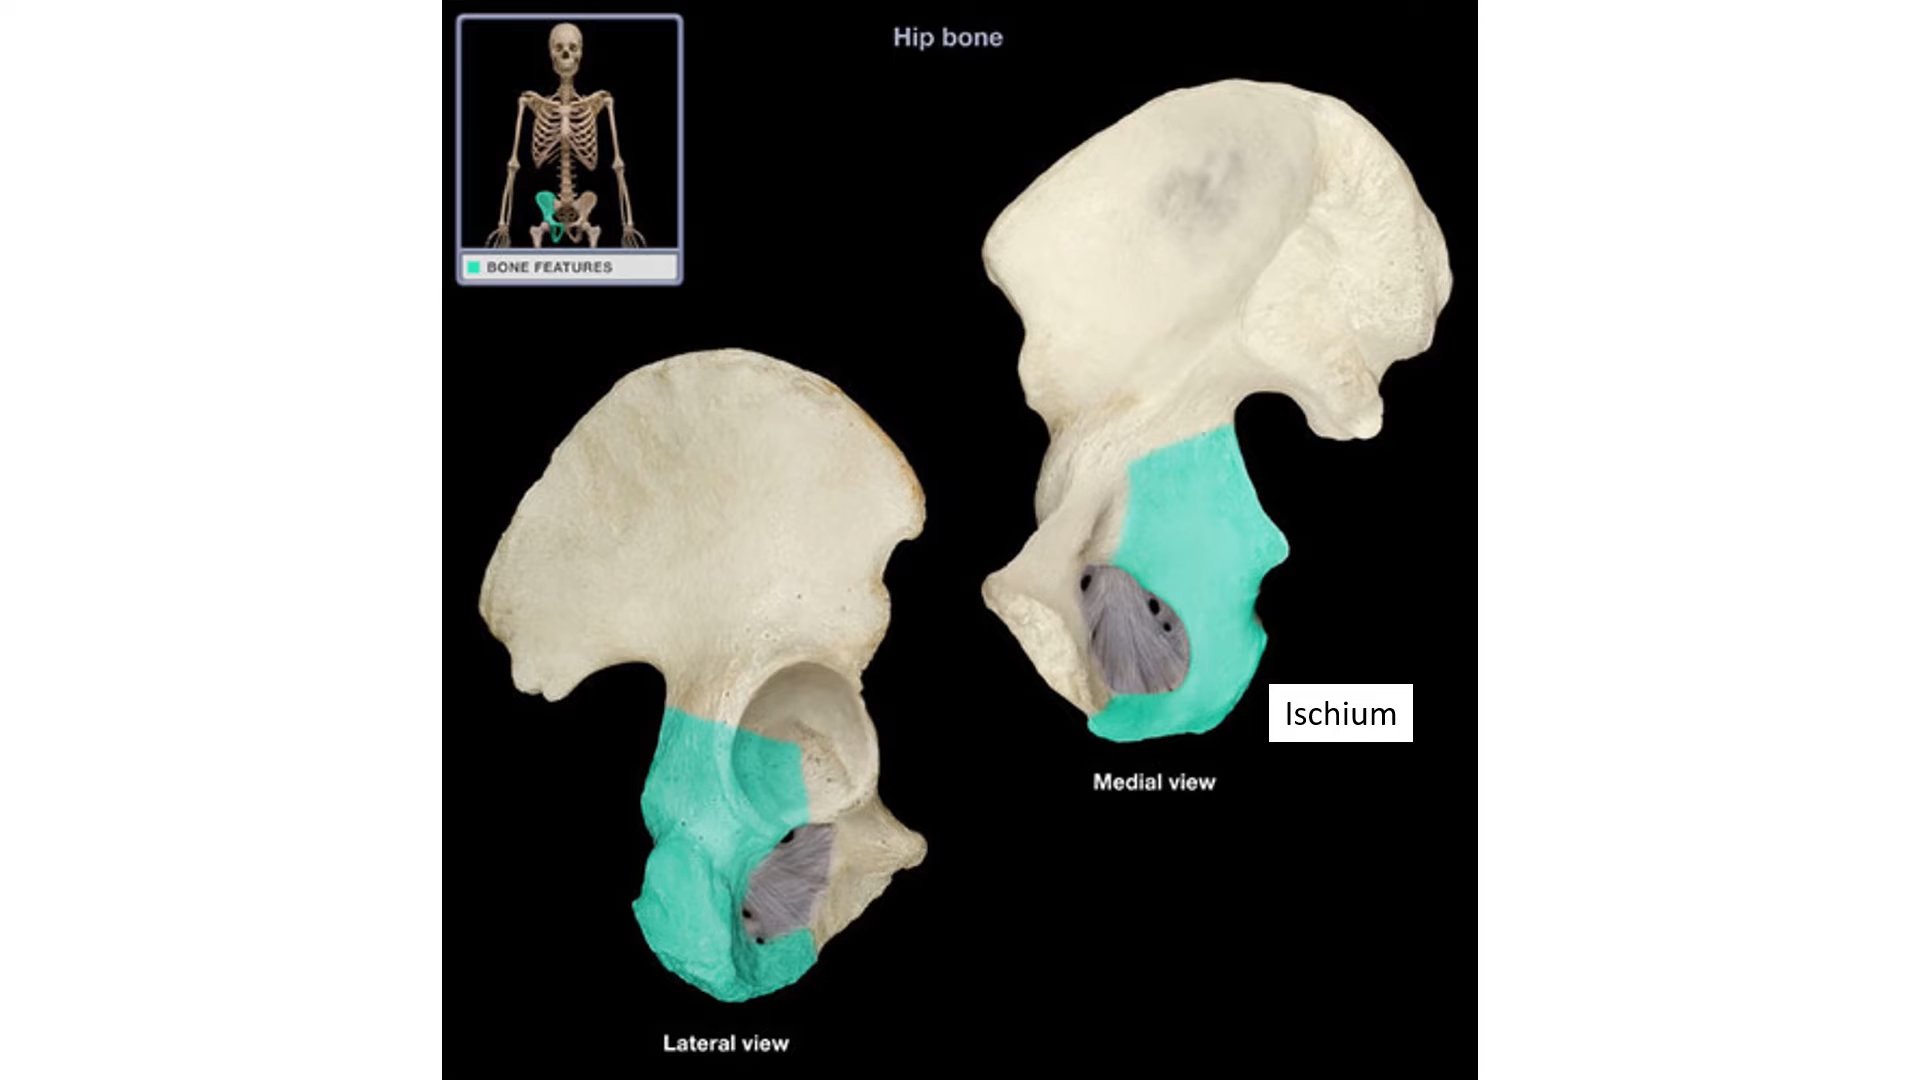 Hip bone
BONE FEATURES
Ischium
Medial view
Lateral view